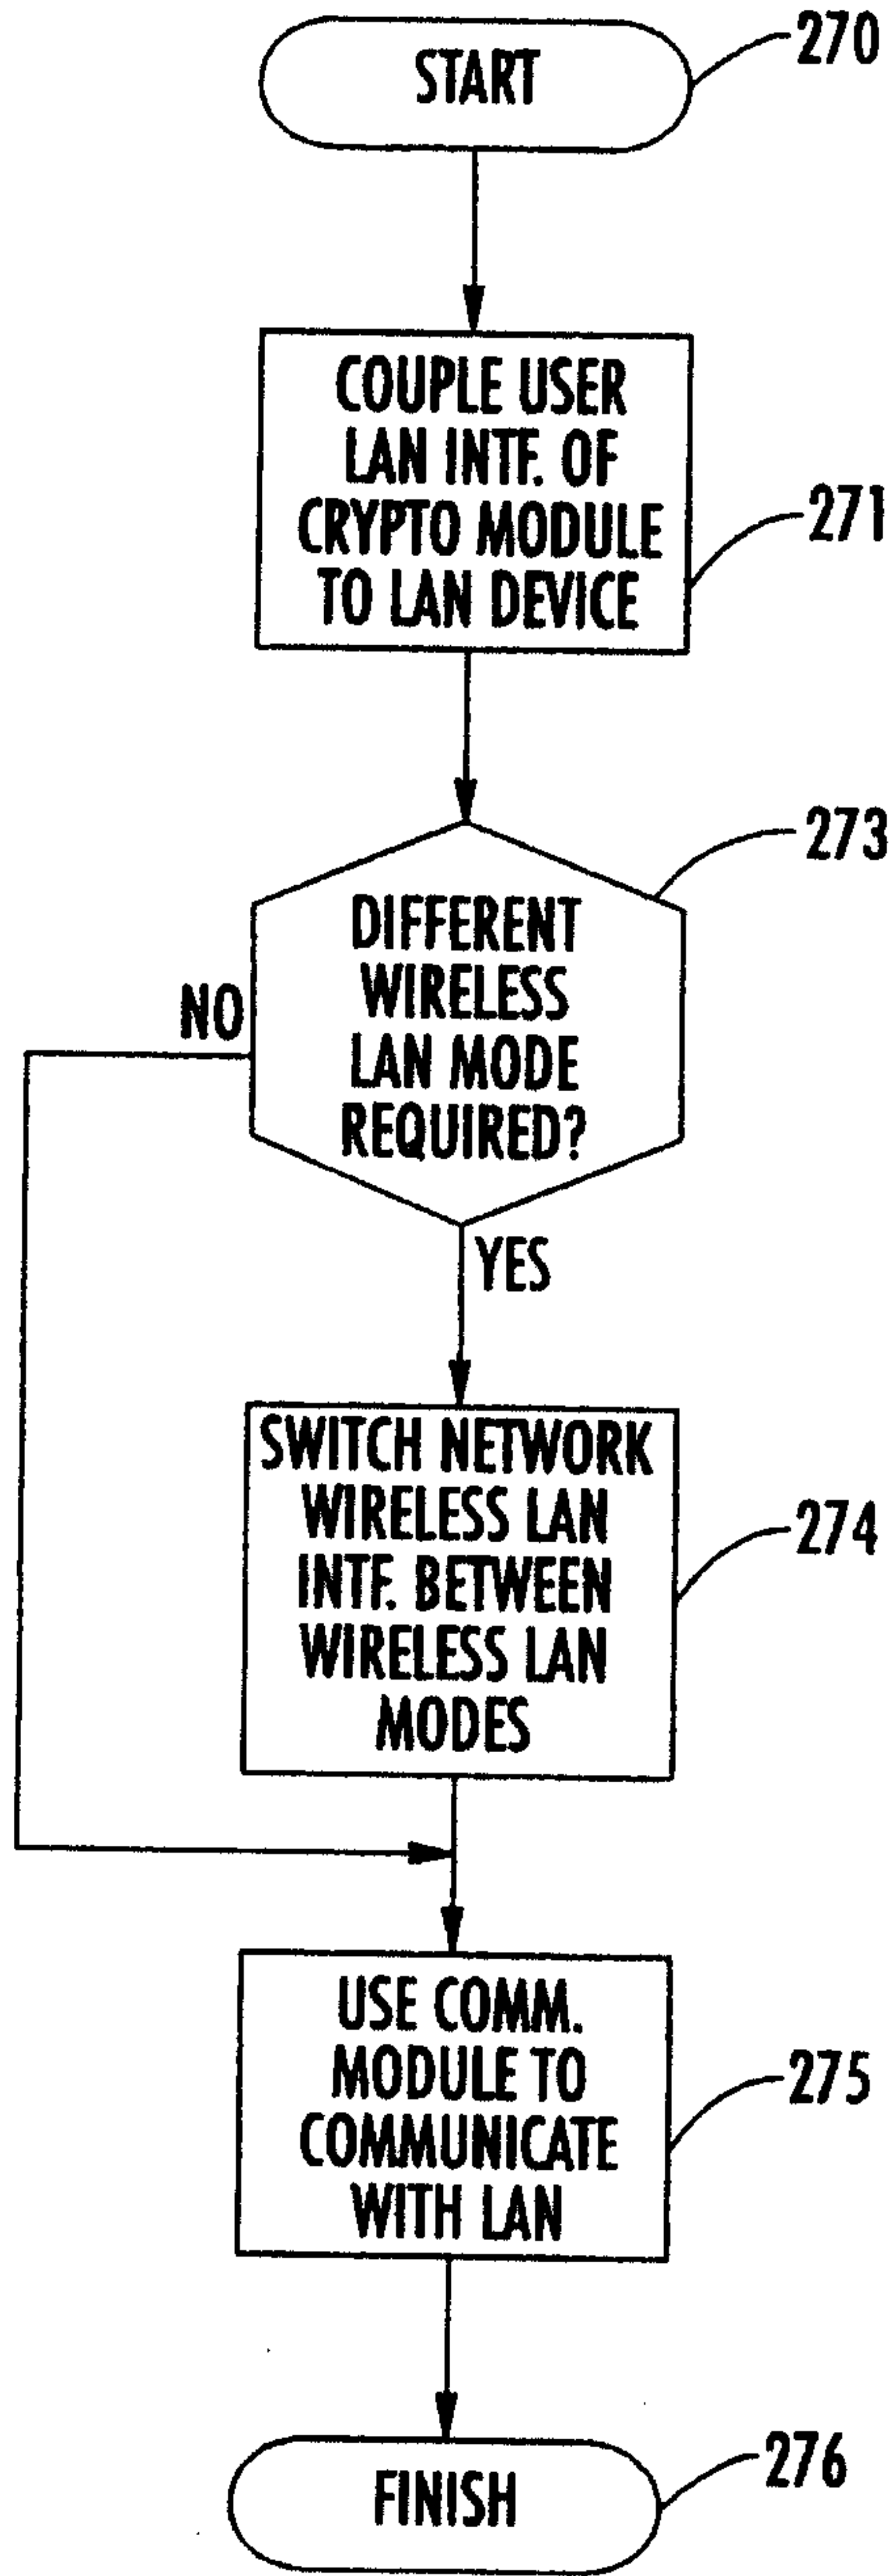 START
270
COUPLE USER
LAN INTF. OF
CRYPTO MODULE
TO LAN DEVICE
271
273
DIFFERENT
WIRELESS
LAN MODE
REQUIRED?
NO
YES
SWITCH NETWORK
WIRELESS LAN
INTF. BETWEEN
WIRELESS LAN
MODES
274
USE COMM.
MODULE TO
COMMUNICATE
WITH LAN
275
FINISH
276